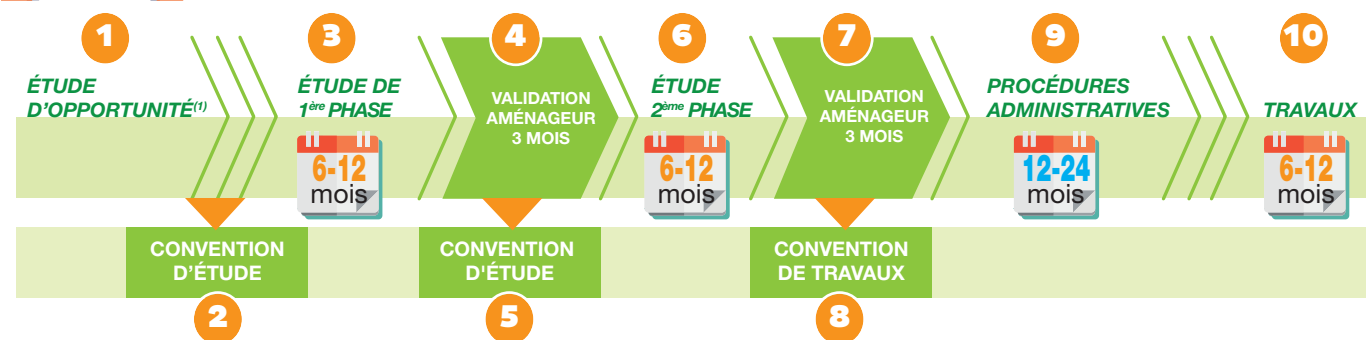 1
ÉTUDE
D'OPPORTUNITÉ(1)
CONVENTION
D’ÉTUDE
2
3
ÉTUDE DE
1ère PHASE
6-12
mois
4
VALIDATION
AMÉNAGEUR
3 MOIS
CONVENTION
D'ÉTUDE
5
6
ÉTUDE
2ème PHASE
6-12
mois
7
VALIDATION
AMÉNAGEUR
3 MOIS
CONVENTION
DE TRAVAUX
8
9
PROCÉDURES
ADMINISTRATIVES
12-24
mois
10
TRAVAUX
6-12
mois